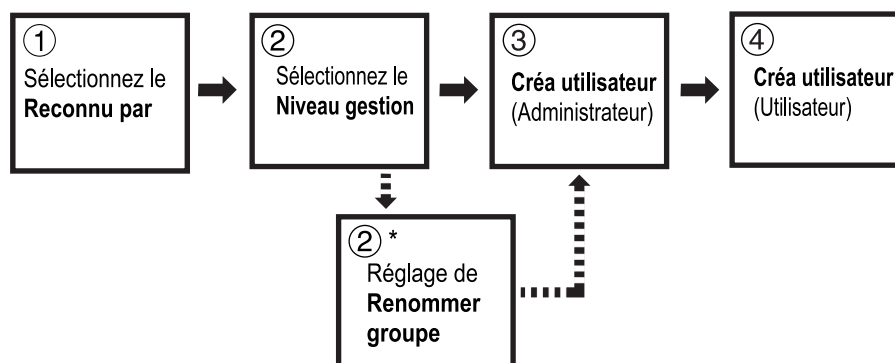 ①
Sélectionnez le
Reconnu par
②
Sélectionnez le
Niveau gestion
③
Créa utilisateur
(Administrateur)
④
Créa utilisateur
(Utilisateur)
② *
Réglage de
Renommer
groupe